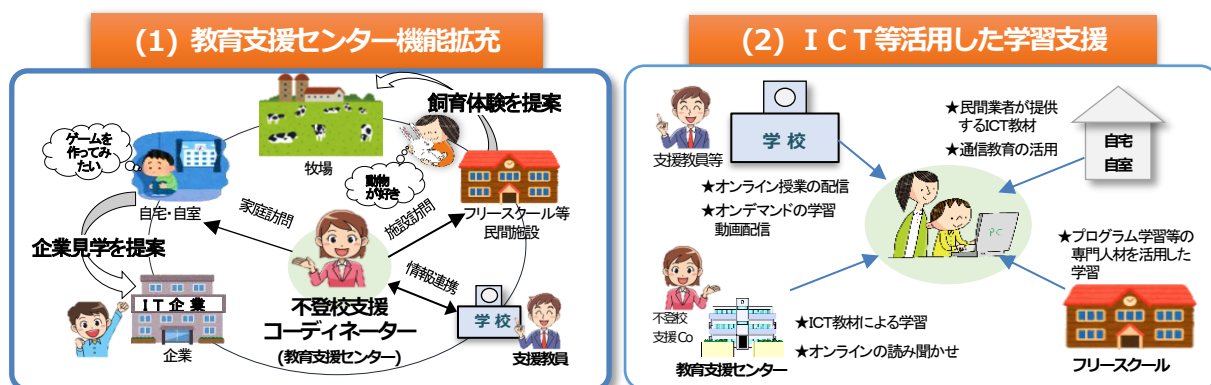 (1) 教育支援センター機能拡充
飼育体験を提案
ゲームを
作ってみ
たい
牧場
動物
が好き
自宅・自室
家庭訪問
施設訪問
フリースクール等
民間施設
企業見学を提案
情報連携
IT企業
企業
不登校支援
コーディネーター
(教育支援センター)
学校
支援教員
(2) ICT等活用した学習支援
学校
支援教員等
★オンライン授業の配信
★オンデマンドの学習
動画配信
★民間業者が提供
するICT教材
★通信教育の活用
自宅
自室
PC
★プログラム学習等の
専門人材を活用した
学習
フリースクール
不登校
支援Co
教育支援センター
★ICT教材による学習
★オンラインの読み聞かせ